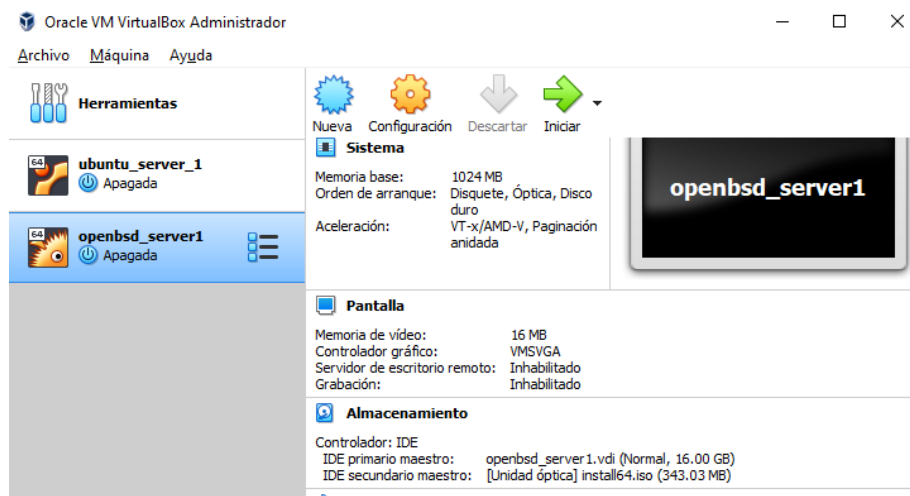 Oracle VM VirtualBox Administrador
Archivo Máquina Ayuda
Herramientas
Nueva Configuración Descartar Iniciar
64 ubuntu_server_1
Apagada
64 openbsd_server1
Apagada
Sistema
Memoria base: 1024 MB
Orden de arranque: Disquete, Óptica, Disco
duro
Aceleración: VT-x/AMD-V, Paginación
anidada
openbsd_server1
Pantalla
Memoria de vídeo: 16 MB
Controlador gráfico: VMSVGA
Servidor de escritorio remoto: Inhabilitado
Grabación: Inhabilitado
Almacenamiento
Controlador: IDE
IDE primario maestro: openbsd_server1.vdi (Normal, 16.00 GB)
IDE secundario maestro: [Unidad óptica] install64.iso (343.03 MB)